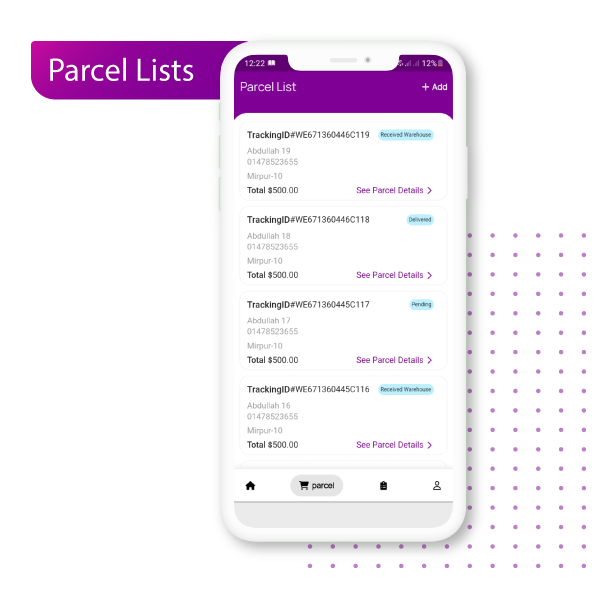 Parcel Lists
12:22
12%
Parcel List
+ Add
TrackingID#WE671360446C119 Received Warehouse
Abdullah 19
01478523655
Mirpur-10
Total $500.00 See Parcel Details >
TrackingID#WE671360446C118 Delivered
Abdullah 18
01478523655
Mirpur-10
Total $500.00 See Parcel Details >
TrackingID#WE671360445C117 Pending
Abdullah 17
01478523655
Mirpur-10
Total $500.00 See Parcel Details >
TrackingID#WE671360445C116 Received Warehouse
Abdullah 16
01478523655
Mirpur-10
Total $500.00 See Parcel Details >
parcel